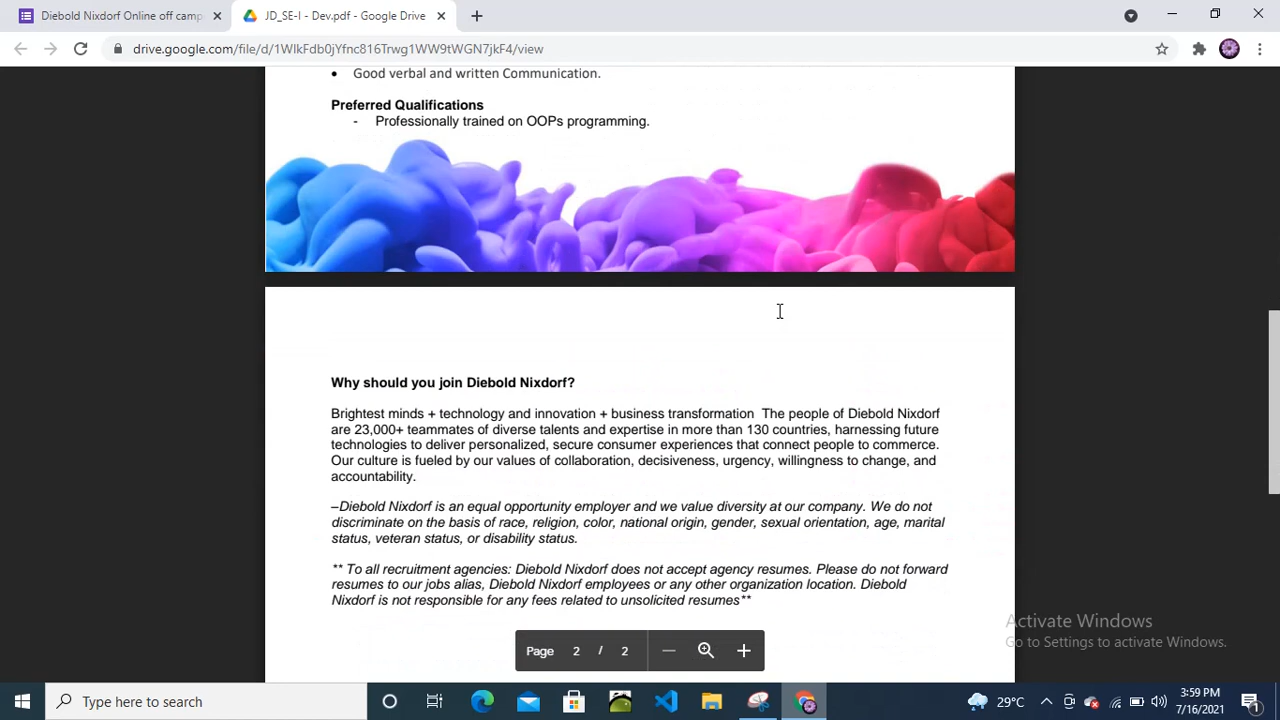 Diebold Nixdorf Online off camp
JD_SE-I - Dev.pdf - Google Drive
drive.google.com/file/d/1WlkFdb0jYfnc816Trwg1WW9tWGN7jkF4/view
• Good verbal and written Communication.
Preferred Qualifications
- Professionally trained on OOPs programming.
Why should you join Diebold Nixdorf?
Brightest minds + technology and innovation + business transformation The people of Diebold Nixdorf
are 23,000+ teammates of diverse talents and expertise in more than 130 countries, harnessing future
technologies to deliver personalized, secure consumer experiences that connect people to commerce.
Our culture is fueled by our values of collaboration, decisiveness, urgency, willingness to change, and
accountability.
–Diebold Nixdorf is an equal opportunity employer and we value diversity at our company. We do not
discriminate on the basis of race, religion, color, national origin, gender, sexual orientation, age, marital
status, veteran status, or disability status.
** To all recruitment agencies: Diebold Nixdorf does not accept agency resumes. Please do not forward
resumes to our jobs alias, Diebold Nixdorf employees or any other organization location. Diebold
Nixdorf is not responsible for any fees related to unsolicited resumes**
Activate Windows
Go to Settings to activate Windows.
Page 2 / 2
Type here to search
29°C
3:59 PM
7/16/2021
1